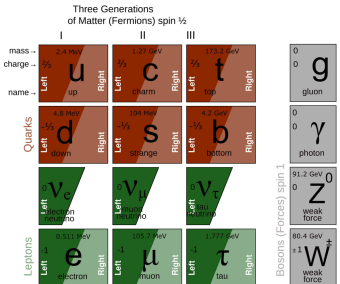 Three Generations
of Matter (Fermions) spin ½
I II III
mass→ 2.4 MeV 1.27 GeV 173.2 GeV
charge→ ⅔ ⅔ ⅔ 0
0
u c t g
Left Right Left Right Left Right
name→ up charm top gluon
Quarks
4.8 MeV 104 MeV 4.2 GeV 0
-⅓ -⅓ -⅓ 0
d s b γ
Left Right Left Right Left Right
down strange bottom photon
Bosons (Forces) spin 1
0 νe 0 νμ 0 ντ
Left Left Left
electron neutrino muon neutrino tau neutrino
91.2 GeV
0
Z0
weak force
Leptons
0.511 MeV 105.7 MeV 1.777 GeV 80.4 GeV
-1 -1 -1 ±1
e μ τ W±
Left Right Left Right Left Right
electron muon tau weak force